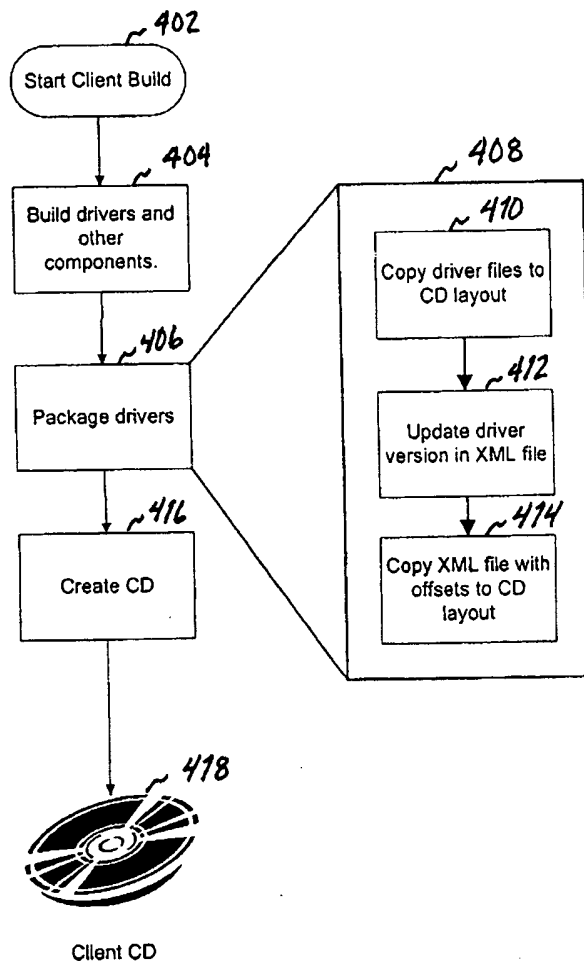 402
Start Client Build
404
Build drivers and
other
components.
406
Package drivers
416
Create CD
418
Client CD
408
410
Copy driver files to
CD layout
412
Update driver
version in XML file
414
Copy XML file with
offsets to CD
layout